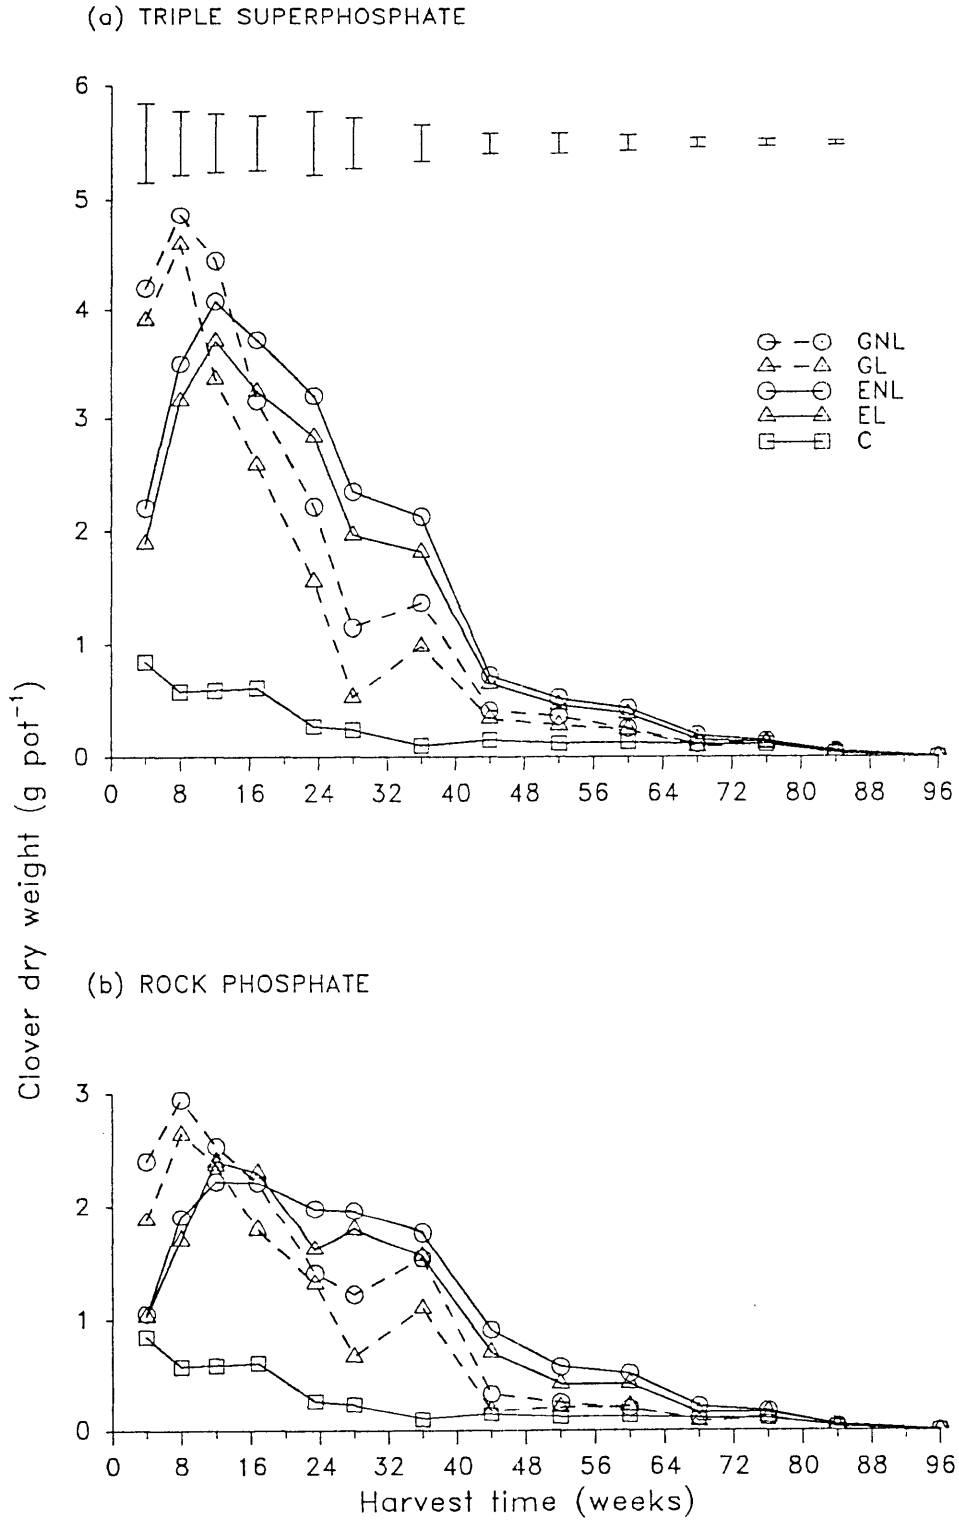 (a) TRIPLE SUPERPHOSPHATE
6
5
4
3
2
1
0
0 8 16 24 32 40 48 56 64 72 80 88 96
GNL
GL
ENL
EL
C
Clover dry weight (g pot⁻¹)
(b) ROCK PHOSPHATE
3
2
1
0
0 8 16 24 32 40 48 56 64 72 80 88 96
Harvest time (weeks)